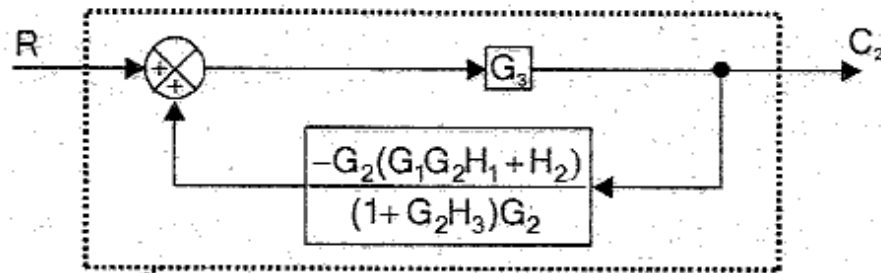 R
+
+
G₃
C₂
-G₂(G₁G₂H₁+H₂)
(1+G₂H₃)G₂